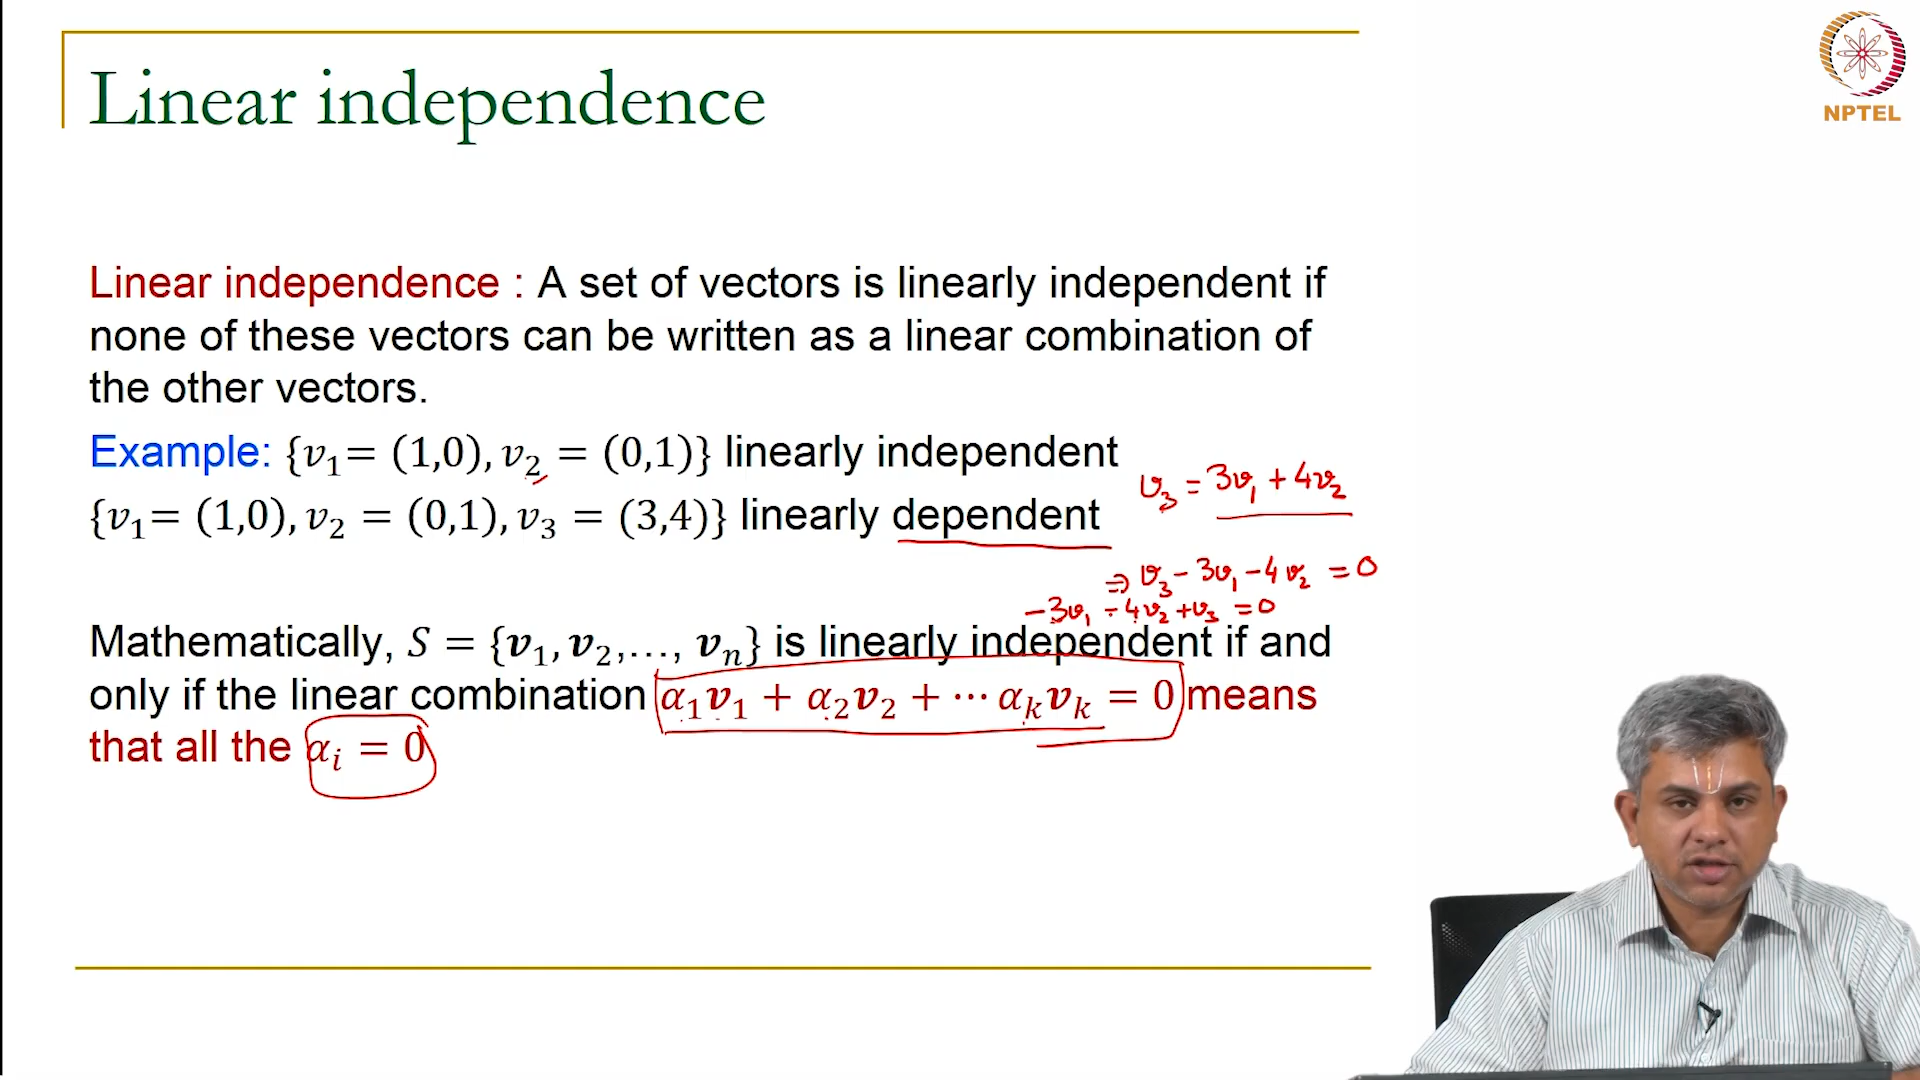 Linear independence
NPTEL
Linear independence : A set of vectors is linearly independent if
none of these vectors can be written as a linear combination of
the other vectors.
Example: {v₁= (1,0), v₂ = (0,1)} linearly independent
v₃ = 3v₁ + 4v₂
{v₁= (1,0), v₂ = (0,1), v₃ = (3,4)} linearly dependent
⇒ v₃ − 3v₁ − 4v₂ = 0
−3v₁ − 4v₂ + v₃ = 0
Mathematically, S = {v₁, v₂,…, vₙ} is linearly independent if and
only if the linear combination α₁v₁ + α₂v₂ + ⋯ αₖvₖ = 0 means
that all the αᵢ = 0